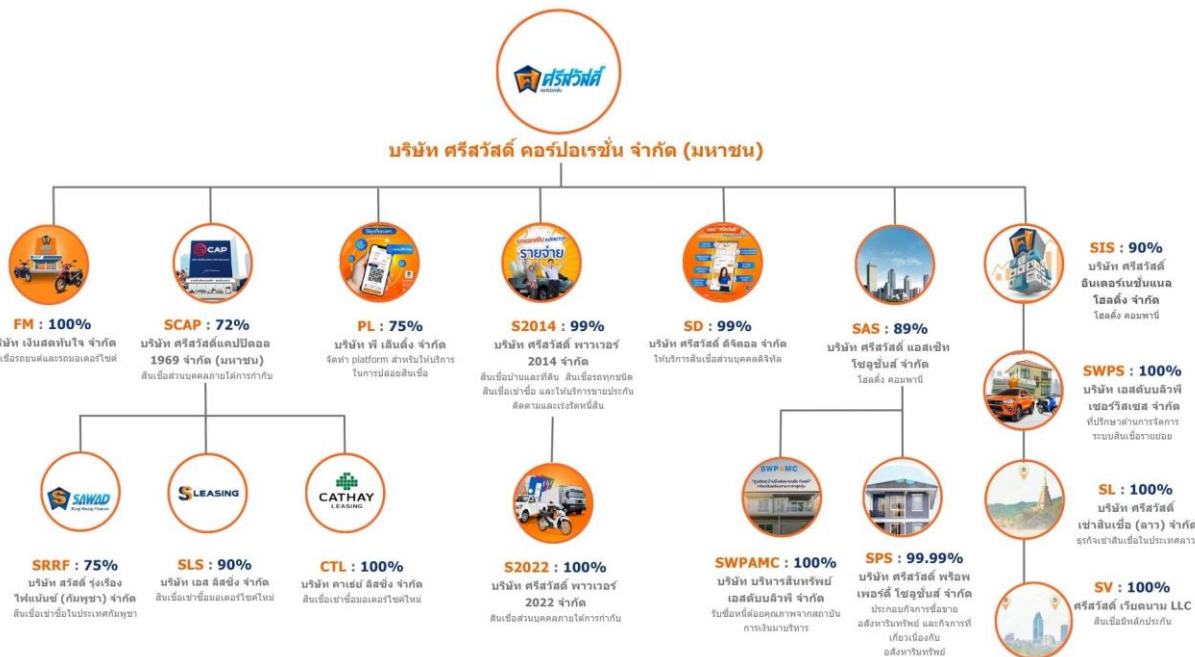 ศรีสวัสดิ์
คอร์ปอเรชั่น
บริษัท ศรีสวัสดิ์ คอร์ปอเรชั่น จำกัด (มหาชน)
FM : 100%
ริษัท เงินสดทันใจ จำกัด
เชื่อรถยนต์และรถมอเตอร์ไซต์
SCAP
SCAP : 72%
บริษัท ศรีสวัสดิ์แคปปิตอล
1969 จำกัด (มหาชน)
สินเชื่อส่วนบุคคลภายใต้การกำกับ
PL : 75%
บริษัท พี เล็นดิ้ง จำกัด
จัดทำ platform สำหรับให้บริการ
ในการปล่อยสินเชื่อ
รายจ่าย
S2014 : 99%
บริษัท ศรีสวัสดิ์ พาวเวอร์
2014 จำกัด
สินเชื่อบ้านและที่ดิน สินเชื่อรถทุกชนิด
สินเชื่อเช่าซื้อ และให้บริการขายประกัน
ติดตามและเร่งรัดหนี้สิน
SD : 99%
บริษัท ศรีสวัสดิ์ ดิจิตอล จำกัด
ให้บริการสินเชื่อส่วนบุคคลดิจิทัล
SAS : 89%
บริษัท ศรีสวัสดิ์ แอสเซ็ท
โซลูชั่นส์ จำกัด
โฮลดิ้ง คอมพานี
SIS : 90%
บริษัท ศรีสวัสดิ์
อินเตอร์เนชั่นแนล
โฮลดิ้ง จำกัด
โฮลดิ้ง คอมพานี
SWPS : 100%
บริษัท เอสดับบลิวพี
เซอร์วิสเซส จำกัด
ที่ปรึกษาด้านการจัดการ
ระบบสินเชื่อรายย่อย
SL : 100%
บริษัท ศรีสวัสดิ์
เช่าสินเชื่อ (ลาว) จำกัด
ธุรกิจเช่าสินเชื่อในประเทศลาว
SV : 100%
ศรีสวัสดิ์ เวียดนาม LLC
สินเชื่อมีหลักประกัน
SAWAD
Rung Roeng Finance
SRRF : 75%
บริษัท สวัสดิ์ รุ่งเรือง
ไฟแน้นซ์ (กัมพูชา) จำกัด
สินเชื่อเช่าซื้อในประเทศกัมพูชา
S LEASING
SLS : 90%
บริษัท เอส ลิสซิ่ง จำกัด
สินเชื่อเช่าซื้อมอเตอร์ไซค์ใหม่
CATHAY
LEASING
CTL : 100%
บริษัท คาเธ่ย์ ลิสซิ่ง จำกัด
สินเชื่อเช่าซื้อมอเตอร์ไซค์ใหม่
S2022 : 100%
บริษัท ศรีสวัสดิ์ พาวเวอร์
2022 จำกัด
สินเชื่อส่วนบุคคลภายใต้การกำกับ
SWPAMC
SWPAMC : 100%
บริษัท บริหารสินทรัพย์
เอสดับบลิวพี จำกัด
รับซื้อหนี้ด้อยคุณภาพจากสถาบัน
การเงินมาบริหาร
SPS : 99.99%
บริษัท ศรีสวัสดิ์ พร็อพ
เพอร์ตี้ โซลูชั่นส์ จำกัด
ประกอบกิจการซื้อขาย
อสังหาริมทรัพย์ และกิจการที่
เกี่ยวเนื่องกับ
อสังหาริมทรัพย์